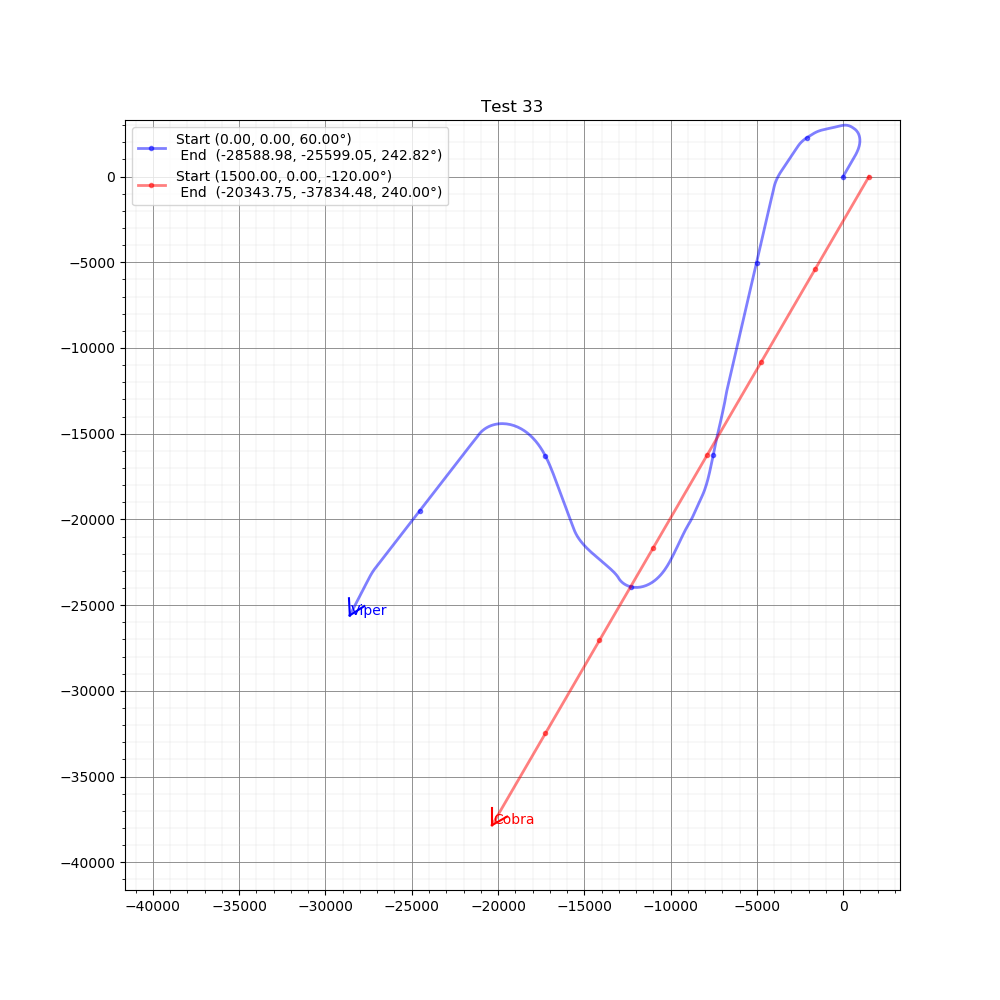 Test 33
Start (0.00, 0.00, 60.00°)
End  (-28588.98, -25599.05, 242.82°)
Start (1500.00, 0.00, -120.00°)
End  (-20343.75, -37834.48, 240.00°)
0
−5000
−10000
−15000
−20000
−25000
−30000
−35000
−40000
Viper
Cobra
−40000 −35000 −30000 −25000 −20000 −15000 −10000 −5000 0